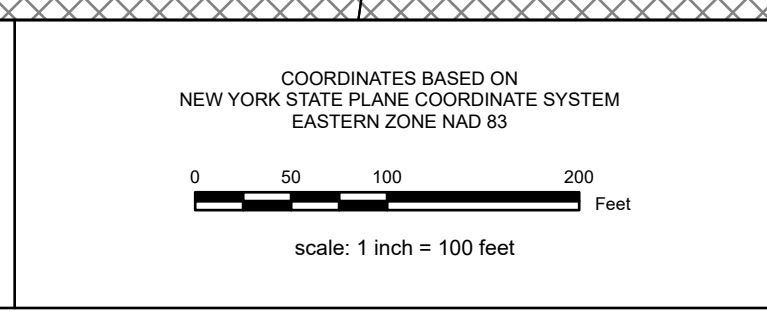 COORDINATES BASED ON
NEW YORK STATE PLANE COORDINATE SYSTEM
EASTERN ZONE NAD 83
0 50 100 200
Feet
scale: 1 inch = 100 feet